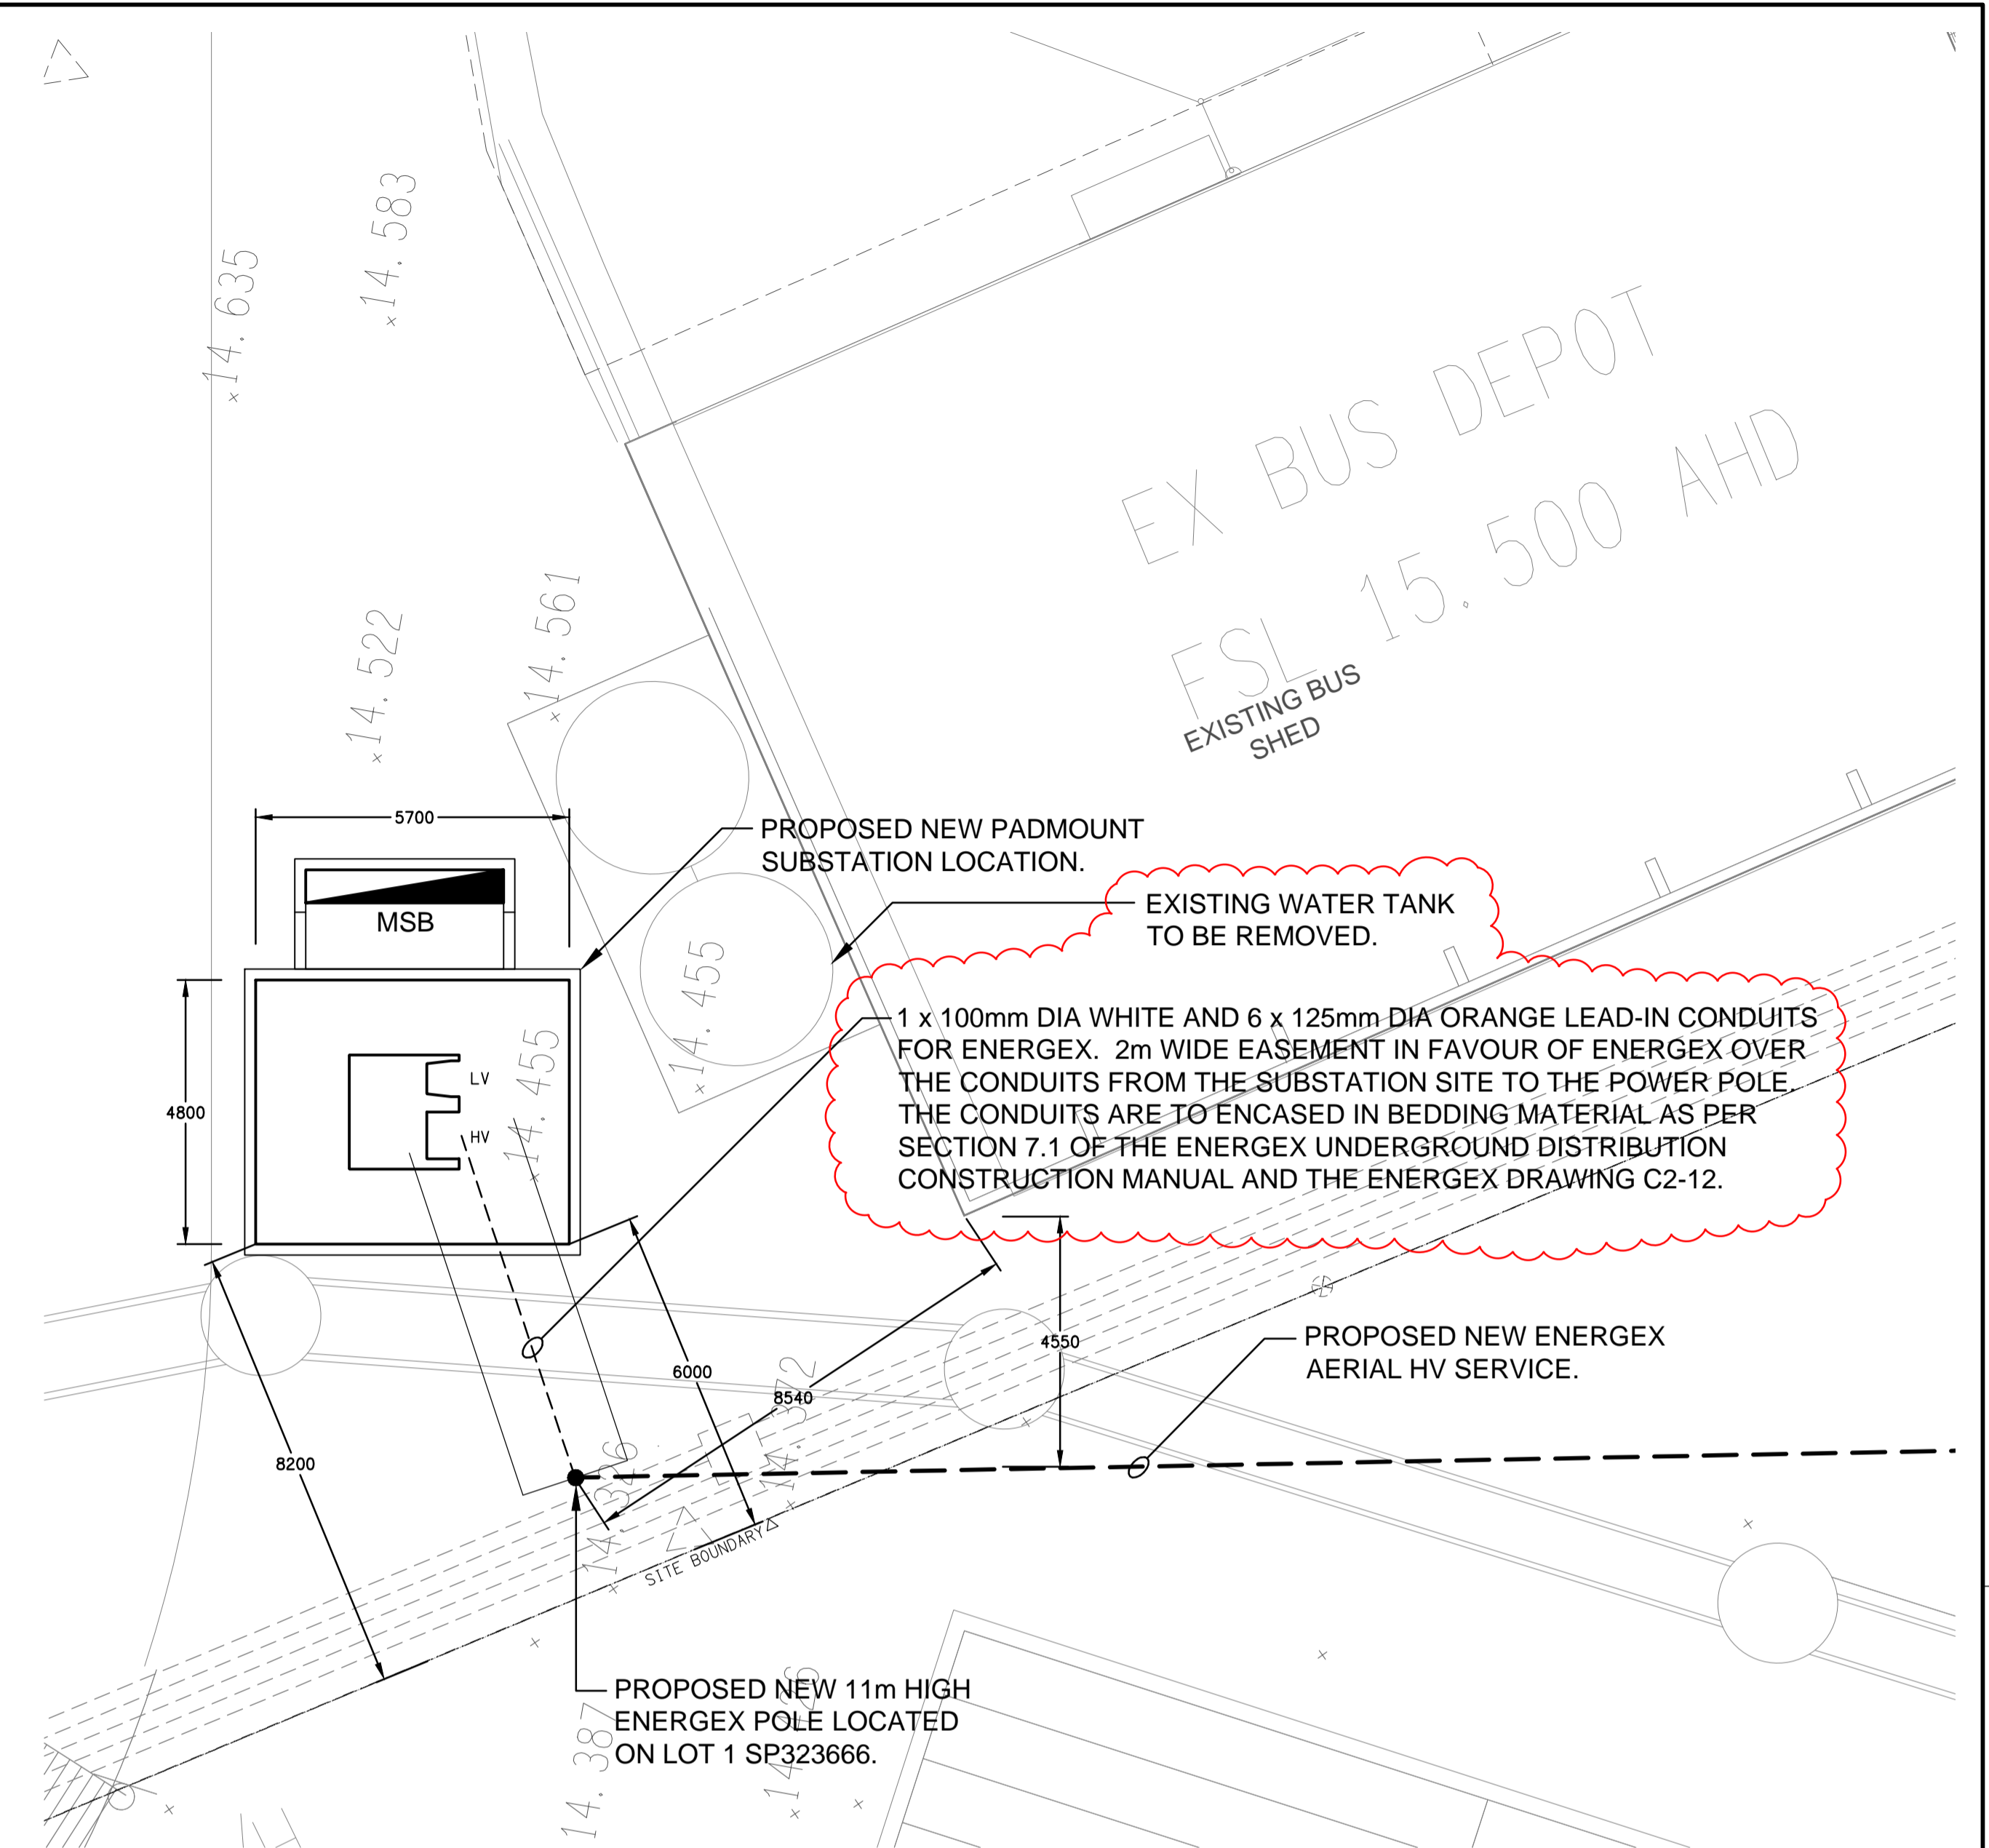 14.635
14.583
14.522
14.561
EX BUS DEPOT
FSL 15.500 AHD
EXISTING BUS
SHED
5700
PROPOSED NEW PADMOUNT
SUBSTATION LOCATION.
MSB
EXISTING WATER TANK
TO BE REMOVED.
14.455
14.455
1 x 100mm DIA WHITE AND 6 x 125mm DIA ORANGE LEAD-IN CONDUITS
FOR ENERGEX. 2m WIDE EASEMENT IN FAVOUR OF ENERGEX OVER
THE CONDUITS FROM THE SUBSTATION SITE TO THE POWER POLE.
THE CONDUITS ARE TO ENCASED IN BEDDING MATERIAL AS PER
SECTION 7.1 OF THE ENERGEX UNDERGROUND DISTRIBUTION
CONSTRUCTION MANUAL AND THE ENERGEX DRAWING C2-12.
LV
4800
HV
4550
PROPOSED NEW ENERGEX
AERIAL HV SERVICE.
6000
8540
8200
14.326
SITE BOUNDARY
PROPOSED NEW 11m HIGH
ENERGEX POLE LOCATED
ON LOT 1 SP323666.
14.387